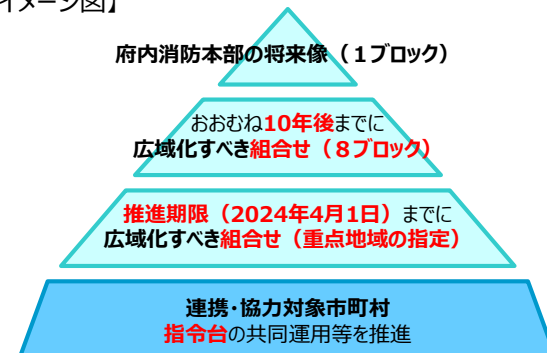 イメージ図】
府内消防本部の将来像（１ブロック）
おおむね10年後までに
広域化すべき組合せ（８ブロック）
推進期限（2024年4月1日）までに
広域化すべき組合せ（重点地域の指定）
連携・協力対象市町村
指令台の共同運用等を推進